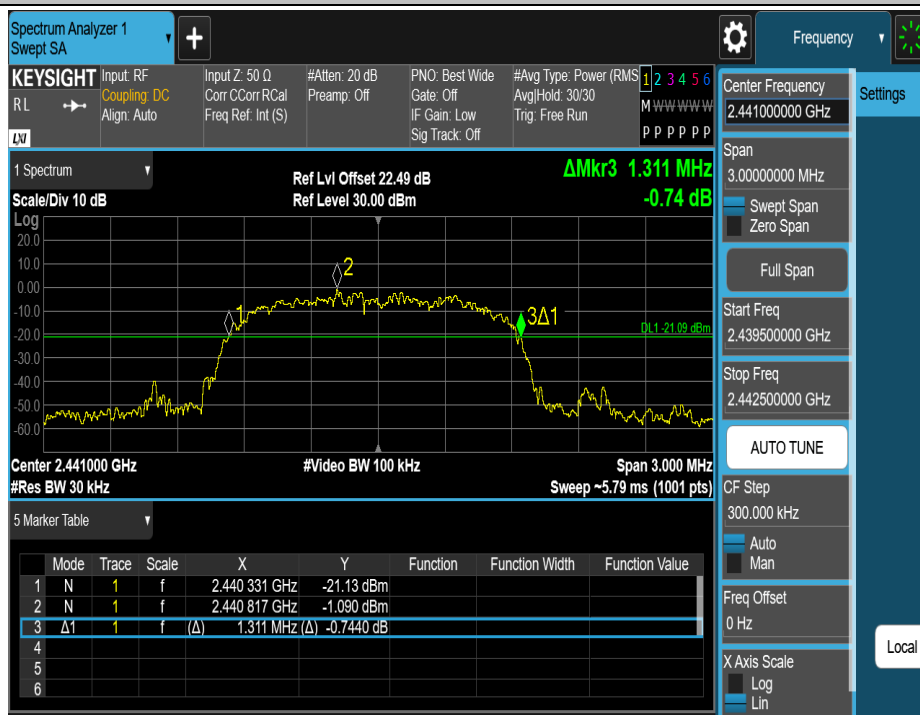 Spectrum Analyzer 1
Swept SA
+
Frequency
KEYSIGHT
RL
LXI
Input: RF
Coupling: DC
Align: Auto
Input Z: 50 Ω
Corr CCorr RCal
Freq Ref: Int (S)
#Atten: 20 dB
Preamp: Off
PNO: Best Wide
Gate: Off
IF Gain: Low
Sig Track: Off
#Avg Type: Power (RMS
Avg|Hold: 30/30
Trig: Free Run
1 2 3 4 5 6
M W W W W W
P P P P P P
1 Spectrum
Scale/Div 10 dB
Ref Lvl Offset 22.49 dB
Ref Level 30.00 dBm
ΔMkr3 1.311 MHz
-0.74 dB
Log
20.0
10.0
0.00
-10.0
-20.0
-30.0
-40.0
-50.0
-60.0
2
1
3Δ1
DL1 -21.09 dBm
Center 2.441000 GHz
#Video BW 100 kHz
Span 3.000 MHz
#Res BW 30 kHz
Sweep ~5.79 ms (1001 pts)
5 Marker Table
Mode Trace Scale X Y Function Function Width Function Value
1 N 1 f 2.440 331 GHz -21.13 dBm
2 N 1 f 2.440 817 GHz -1.090 dBm
3 Δ1 1 f (Δ) 1.311 MHz (Δ) -0.7440 dB
4
5
6
Center Frequency
2.441000000 GHz
Settings
Span
3.00000000 MHz
Swept Span
Zero Span
Full Span
Start Freq
2.439500000 GHz
Stop Freq
2.442500000 GHz
AUTO TUNE
CF Step
300.000 kHz
Auto
Man
Freq Offset
0 Hz
Local
X Axis Scale
Log
Lin